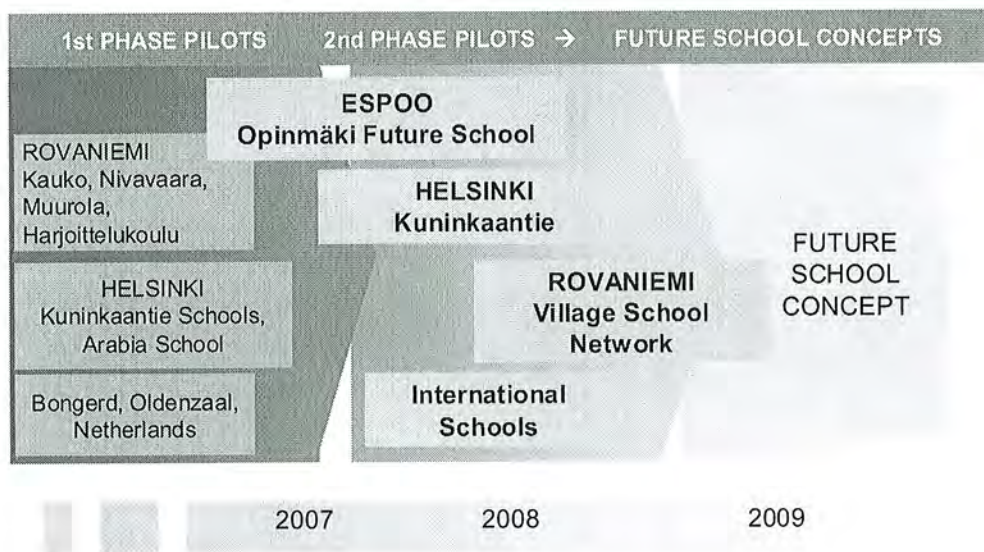 1st PHASE PILOTS 2nd PHASE PILOTS → FUTURE SCHOOL CONCEPTS
ESPOO
Opinmäki Future School
ROVANIEMI
Kauko, Nivavaara,
Muurola,
Harjoittelukoulu
HELSINKI
Kuninkaantie
HELSINKI
Kuninkaantie Schools,
Arabia School
ROVANIEMI
Village School
Network
FUTURE
SCHOOL
CONCEPT
Bongerd, Oldenzaal,
Netherlands
International
Schools
2007 2008 2009